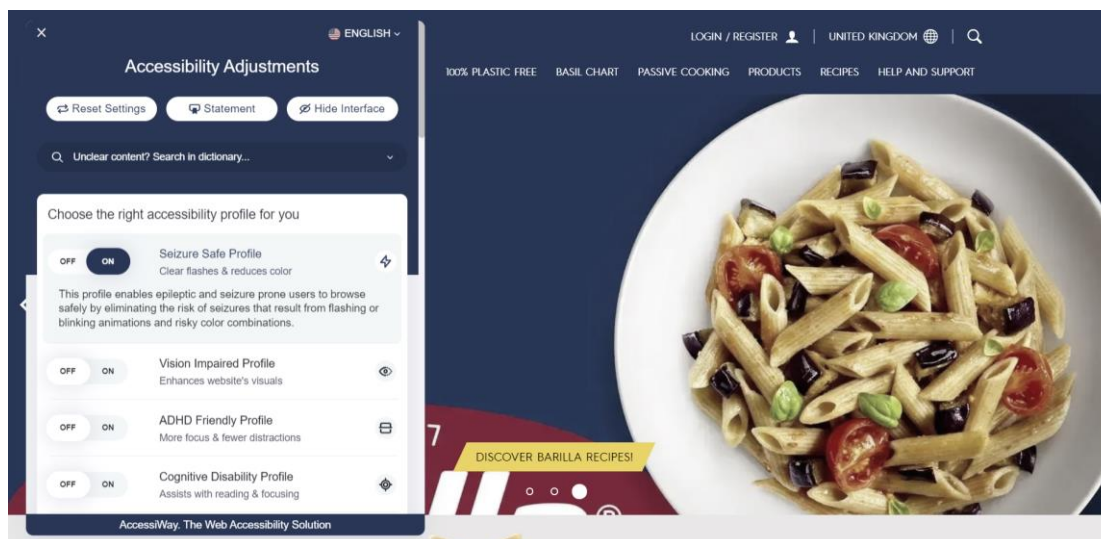 ENGLISH
Accessibility Adjustments
Reset Settings
Statement
Hide Interface
Unclear content? Search in dictionary...
Choose the right accessibility profile for you
OFF ON
Seizure Safe Profile
Clear flashes & reduces color
This profile enables epileptic and seizure prone users to browse
safely by eliminating the risk of seizures that result from flashing or
blinking animations and risky color combinations.
OFF ON
Vision Impaired Profile
Enhances website's visuals
OFF ON
ADHD Friendly Profile
More focus & fewer distractions
OFF ON
Cognitive Disability Profile
Assists with reading & focusing
AccessiWay. The Web Accessibility Solution
LOGIN / REGISTER
UNITED KINGDOM
100% PLASTIC FREE
BASIL CHART
PASSIVE COOKING
PRODUCTS
RECIPES
HELP AND SUPPORT
7
DISCOVER BARILLA RECIPES!
®